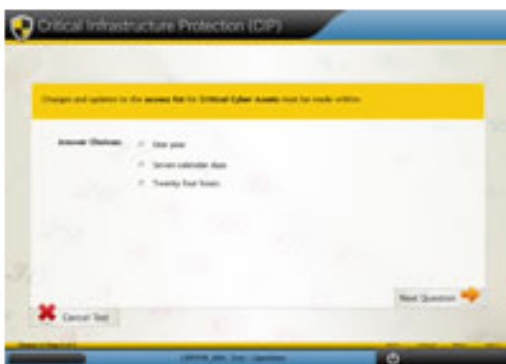 Critical Infrastructure Protection (CIP)
Changes and updates to the access list for Critical Cyber Assets must be made within:
Answer Choices:
One year
Seven calendar days
Twenty four hours
Next Question
Cancel Test